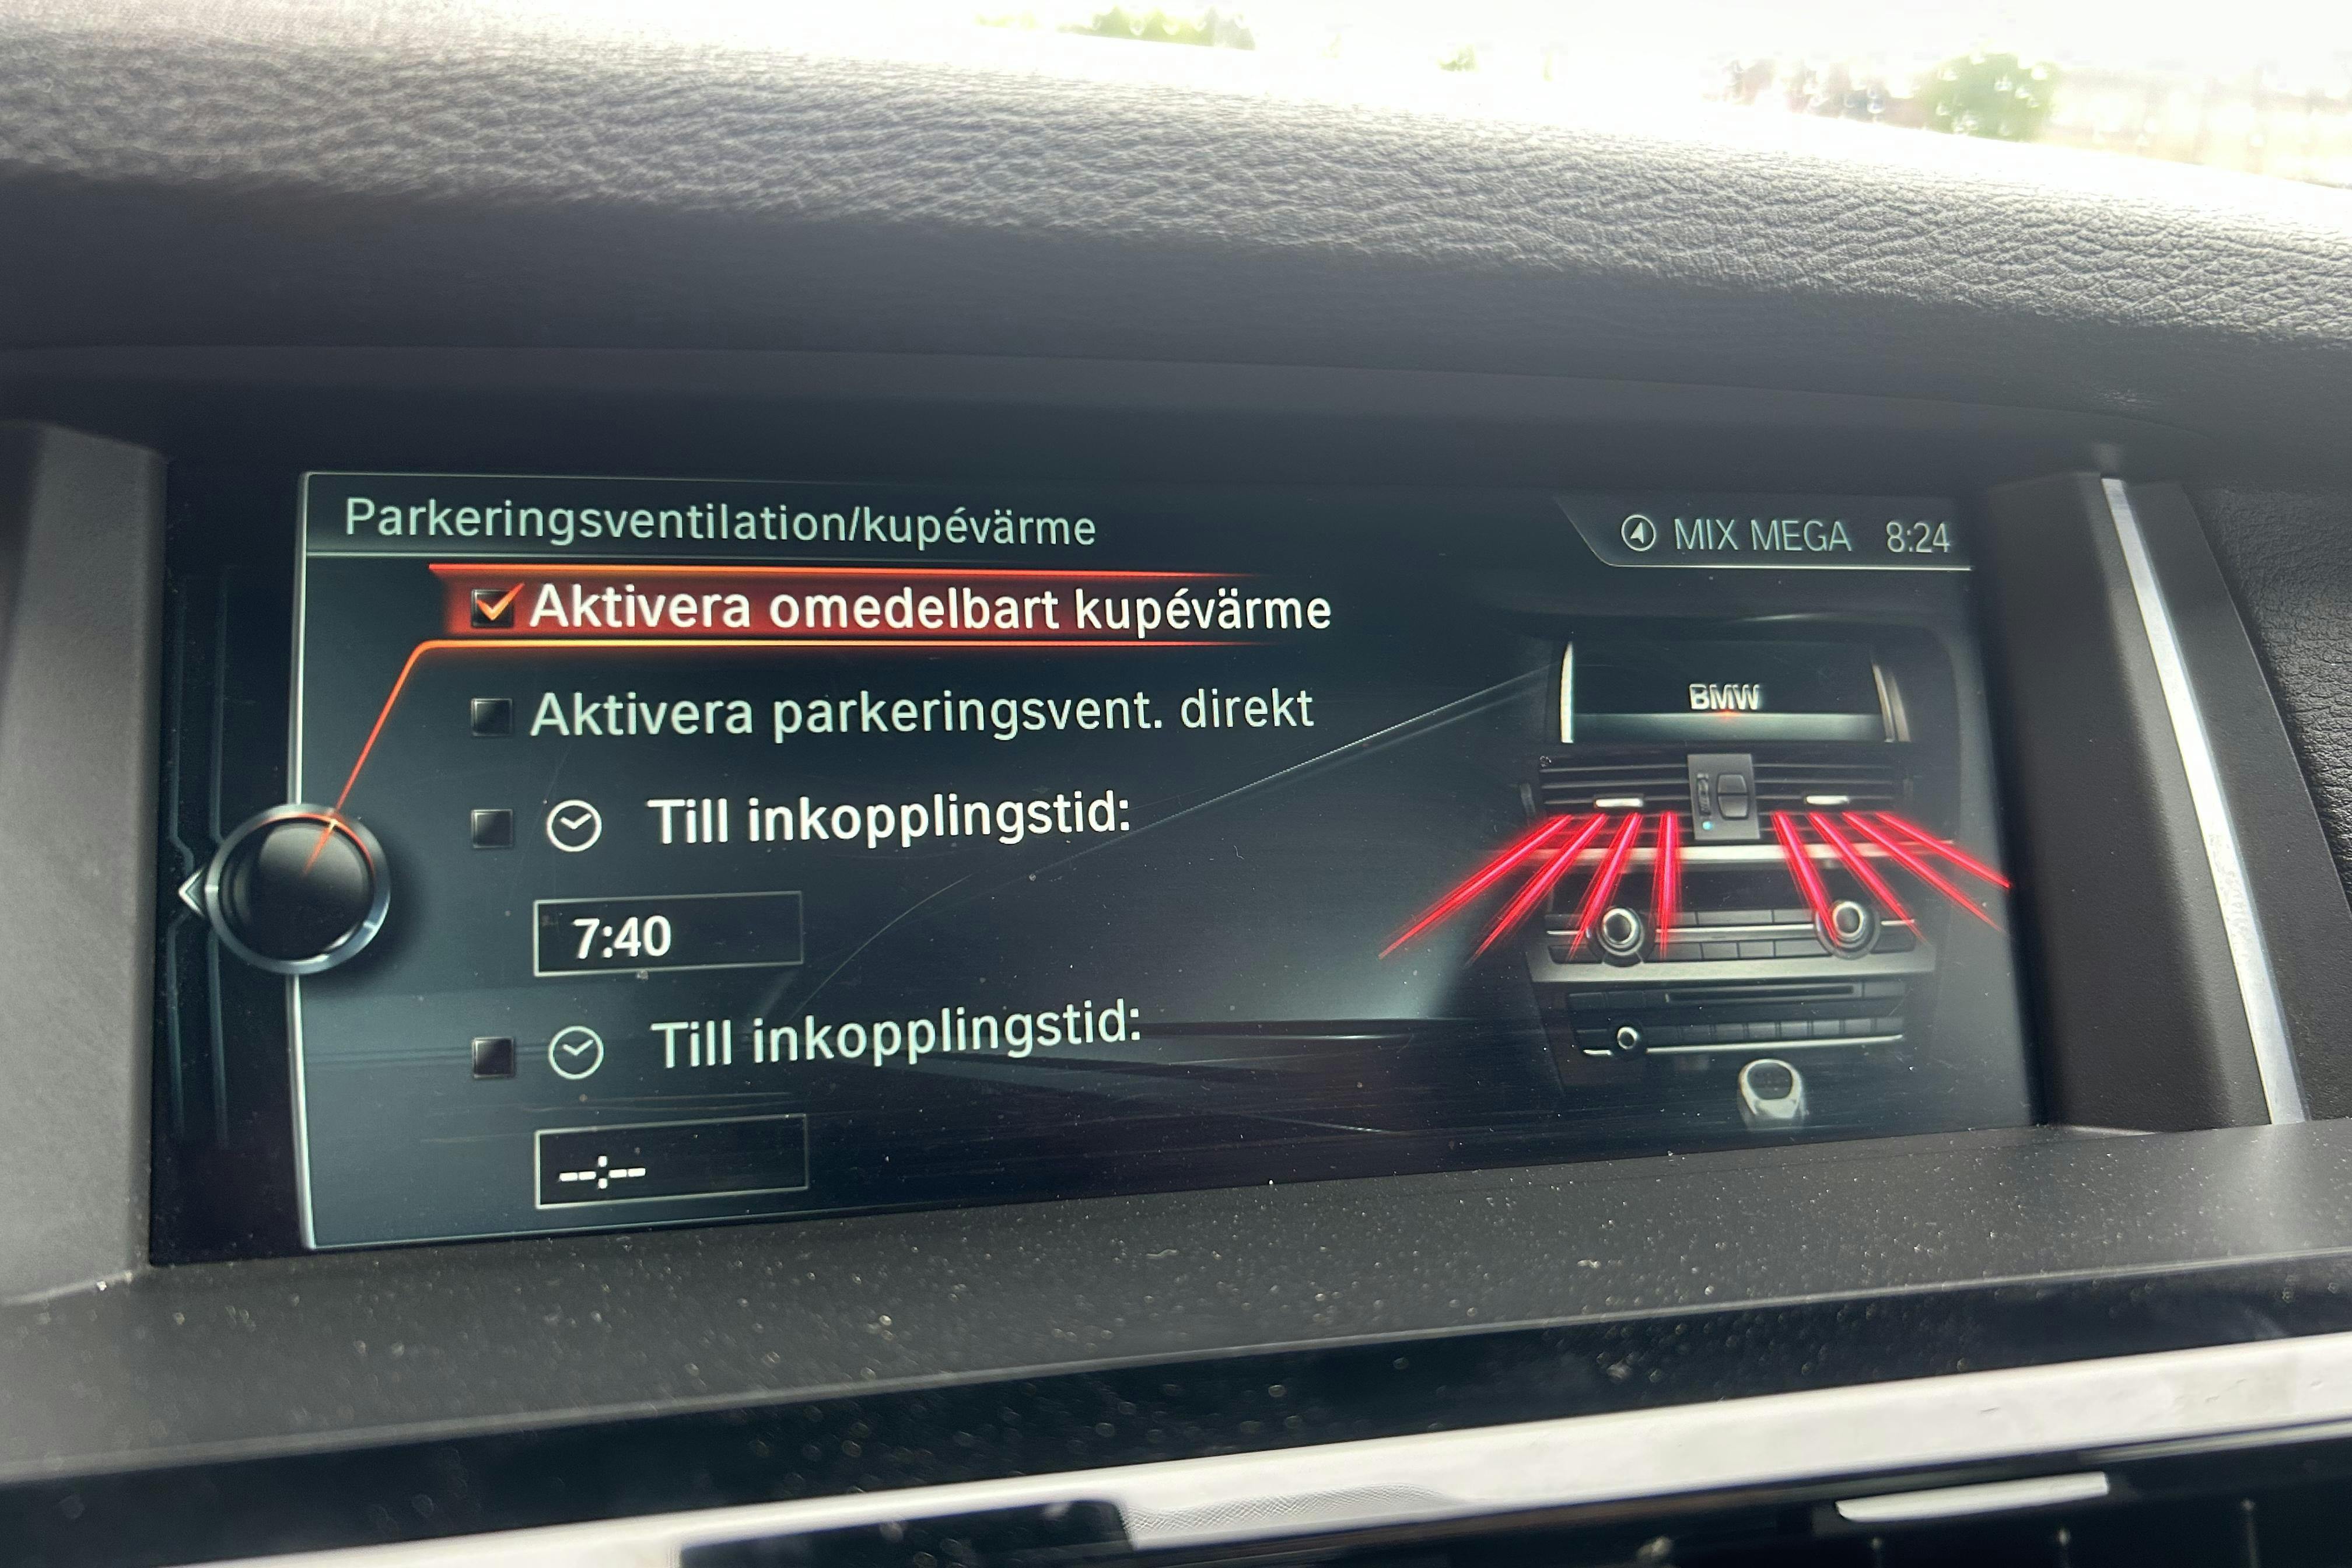 Parkeringsventilation/kupévärme
MIX MEGA 8:24
Aktivera omedelbart kupévärme
Aktivera parkeringsvent. direkt
Till inkopplingstid:
7:40
Till inkopplingstid:
--:--
BMW